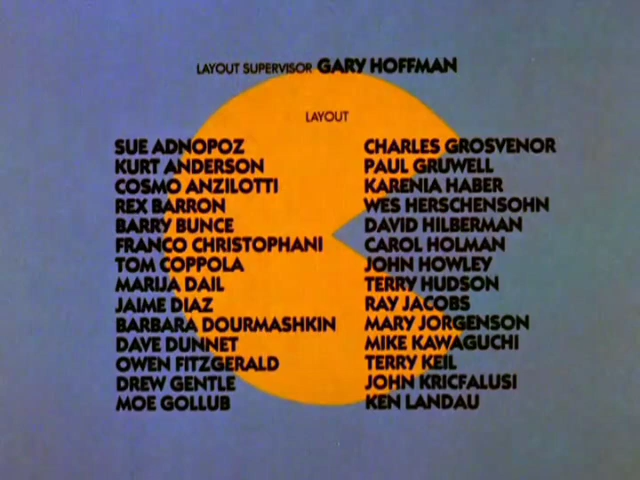 LAYOUT SUPERVISOR GARY HOFFMAN
LAYOUT
SUE ADNOPOZ
KURT ANDERSON
COSMO ANZILOTTI
REX BARRON
BARRY BUNCE
FRANCO CHRISTOPHANI
TOM COPPOLA
MARIJA DAIL
JAIME DIAZ
BARBARA DOURMASHKIN
DAVE DUNNET
OWEN FITZGERALD
DREW GENTLE
MOE GOLLUB
CHARLES GROSVENOR
PAUL GRUWELL
KARENIA HABER
WES HERSCHENSOHN
DAVID HILBERMAN
CAROL HOLMAN
JOHN HOWLEY
TERRY HUDSON
RAY JACOBS
MARY JORGENSON
MIKE KAWAGUCHI
TERRY KEIL
JOHN KRICFALUSI
KEN LANDAU